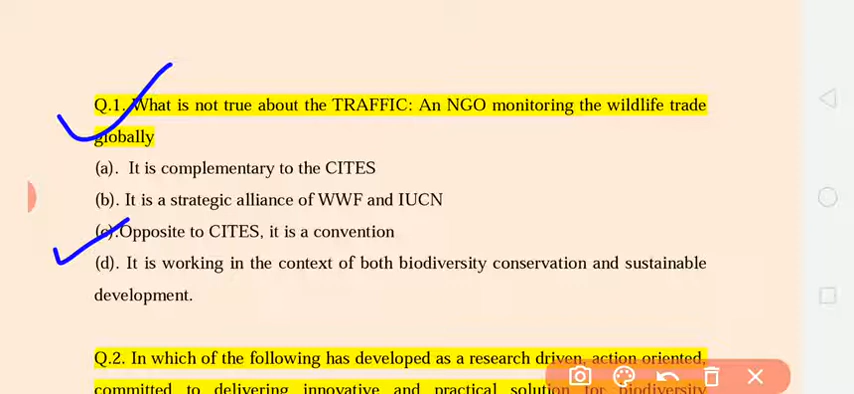 Q.1. What is not true about the TRAFFIC: An NGO monitoring the wildlife trade
globally
(a). It is complementary to the CITES
(b). It is a strategic alliance of WWF and IUCN
(c).Opposite to CITES, it is a convention
(d). It is working in the context of both biodiversity conservation and sustainable
development.
Q.2. In which of the following has developed as a research driven, action oriented,
committed to delivering innovative and practical solution for biodiversity